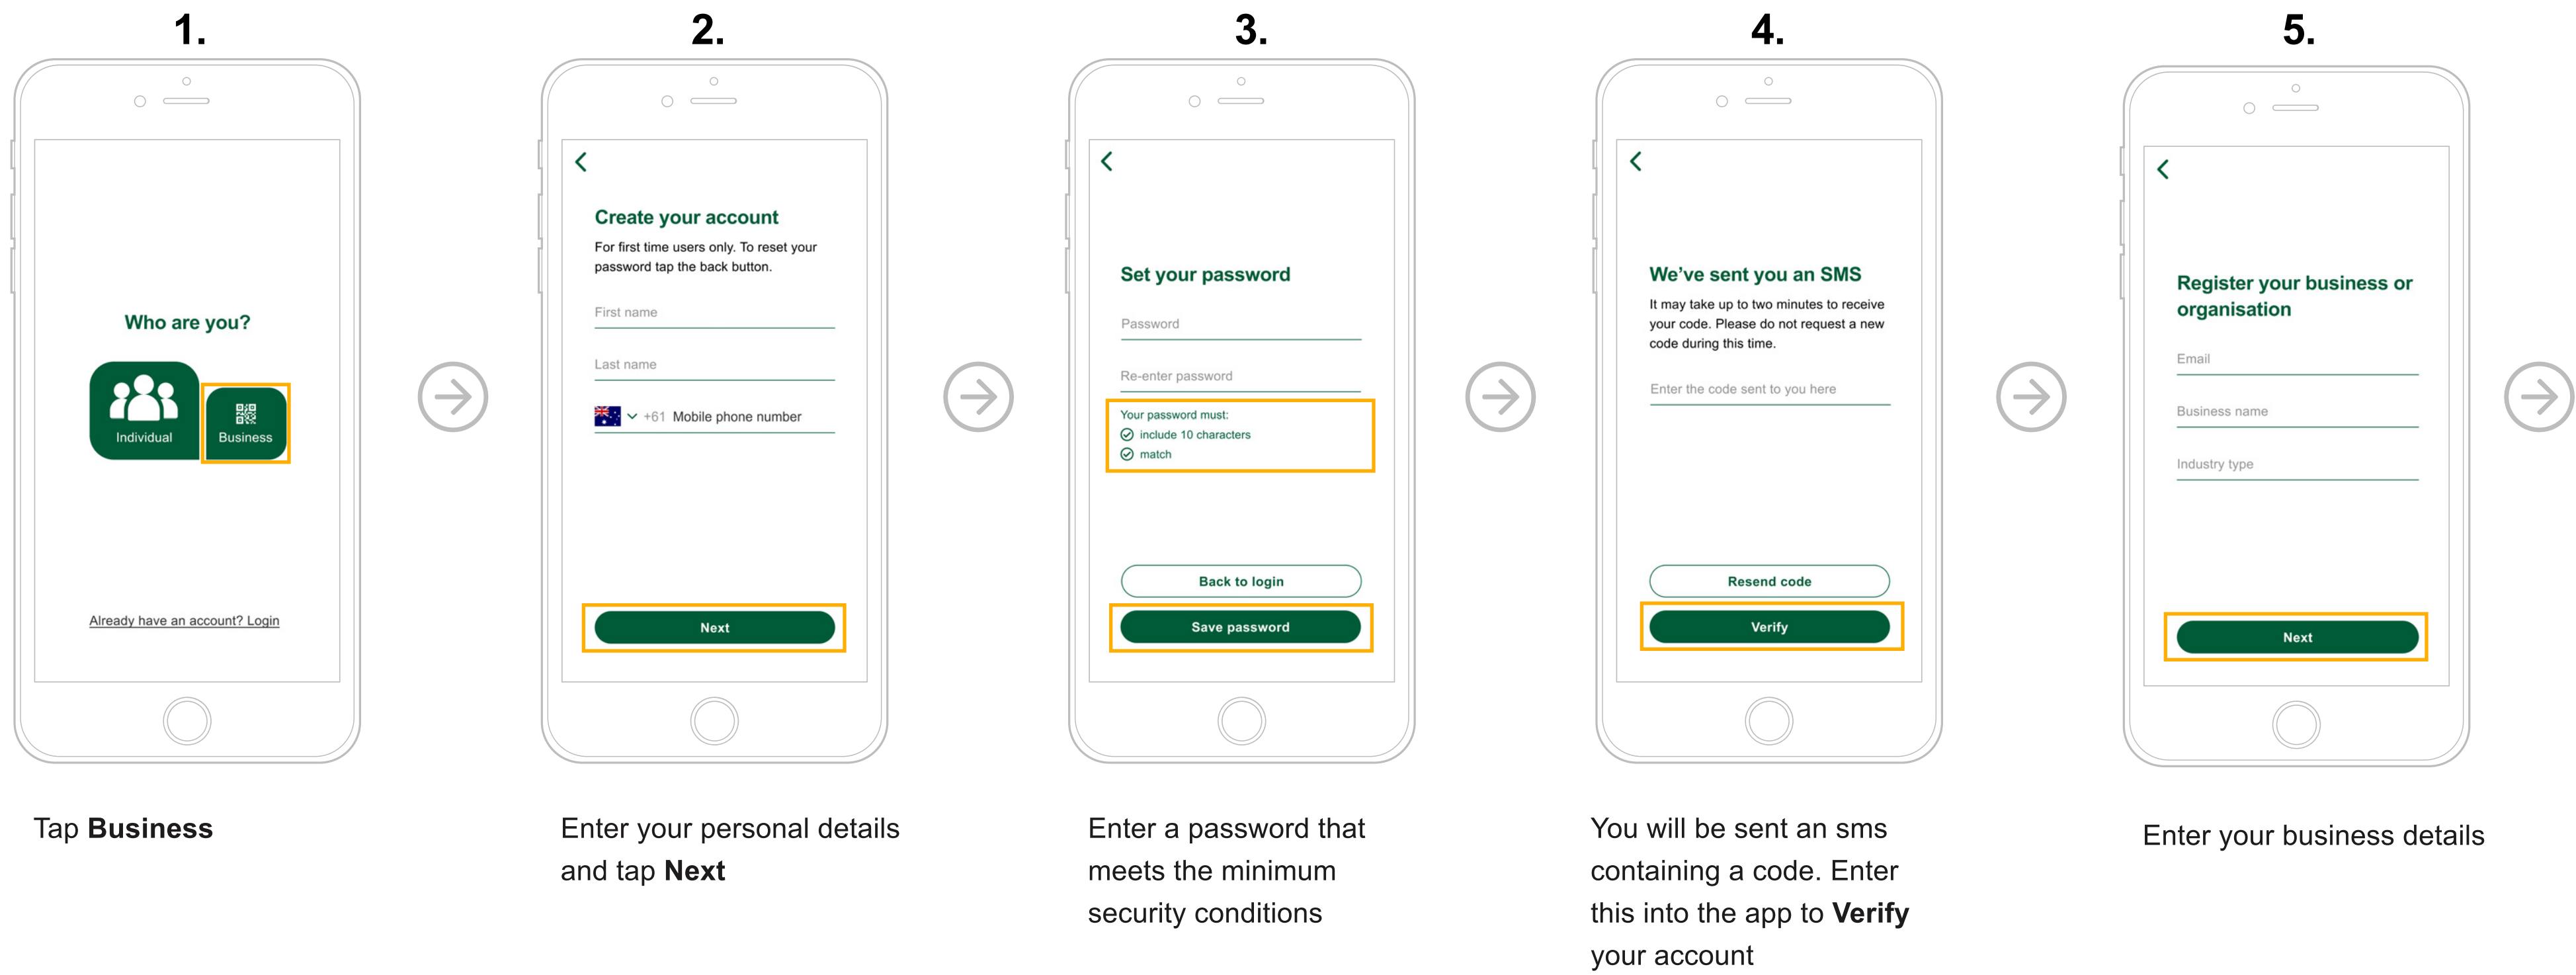 1.
Who are you?
Individual
Business
Already have an account? Login
Tap Business
2.
Create your account
For first time users only. To reset your
password tap the back button.
First name
Last name
+61 Mobile phone number
Next
Enter your personal details
and tap Next
3.
Set your password
Password
Re-enter password
Your password must:
include 10 characters
match
Back to login
Save password
Enter a password that
meets the minimum
security conditions
4.
We’ve sent you an SMS
It may take up to two minutes to receive
your code. Please do not request a new
code during this time.
Enter the code sent to you here
Resend code
Verify
You will be sent an sms
containing a code. Enter
this into the app to Verify
your account
5.
Register your business or
organisation
Email
Business name
Industry type
Next
Enter your business details